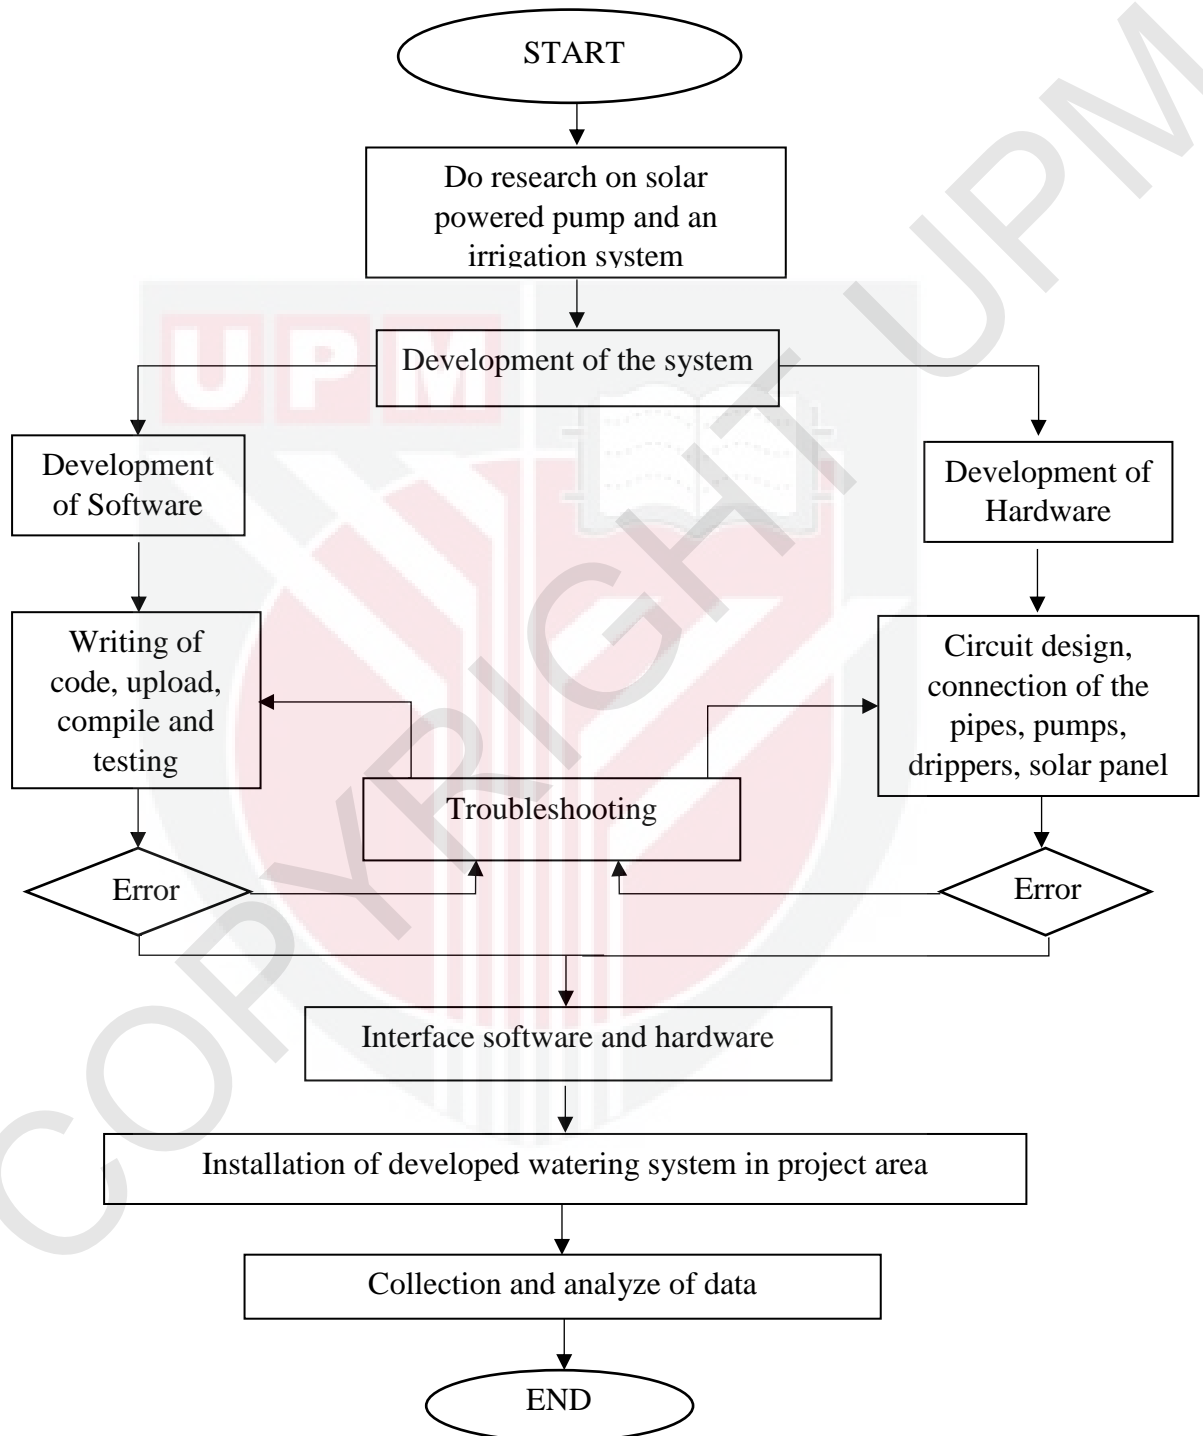 START
Do research on solar
powered pump and an
irrigation system
UPM
Development of the system
Development
of Software
Development of
Hardware
Writing of
code, upload,
compile and
testing
Circuit design,
connection of the
pipes, pumps,
drippers, solar panel
Troubleshooting
Error
Error
Interface software and hardware
Installation of developed watering system in project area
Collection and analyze of data
END
COPYRIGHT UPM